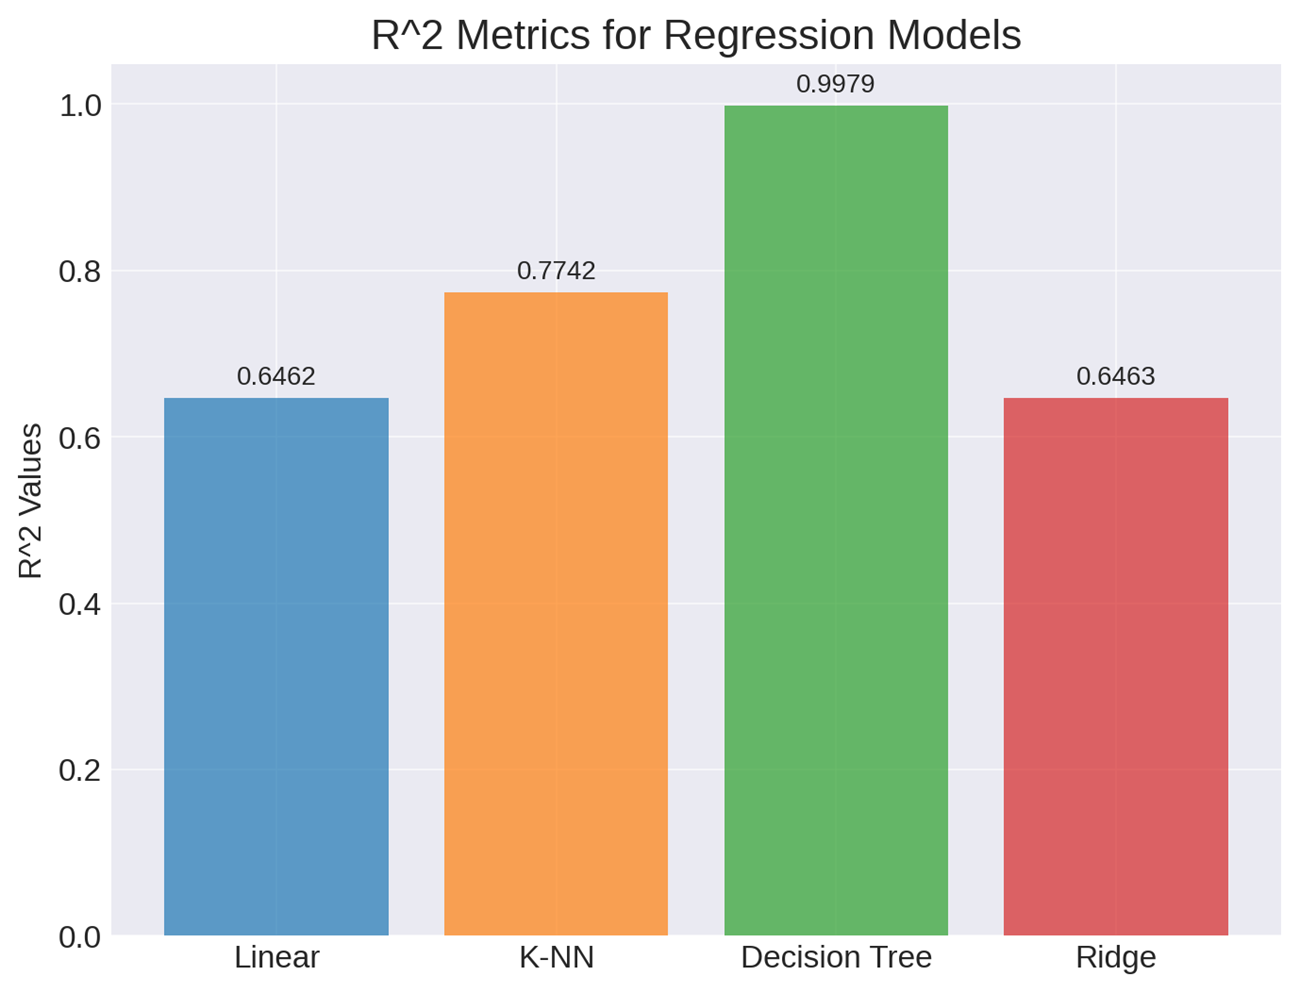 R^2 Metrics for Regression Models
R^2 Values
1.0
0.8
0.6
0.4
0.2
0.0
0.6462
0.7742
0.9979
0.6463
Linear
K-NN
Decision Tree
Ridge